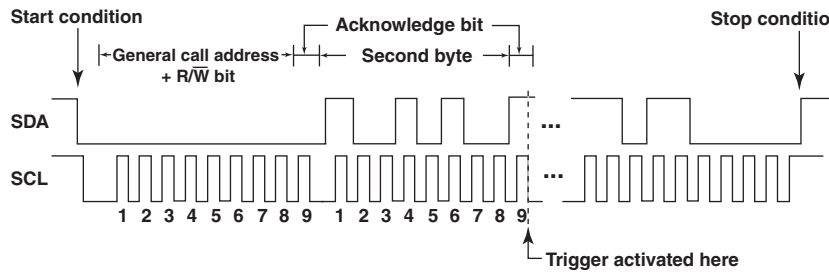 Start condition
Acknowledge bit
Stop conditio
General call address
+ R/W̅ bit
Second byte
SDA
...
SCL
...
1 2 3 4 5 6 7 8 9 1 2 3 4 5 6 7 8 9
Trigger activated here